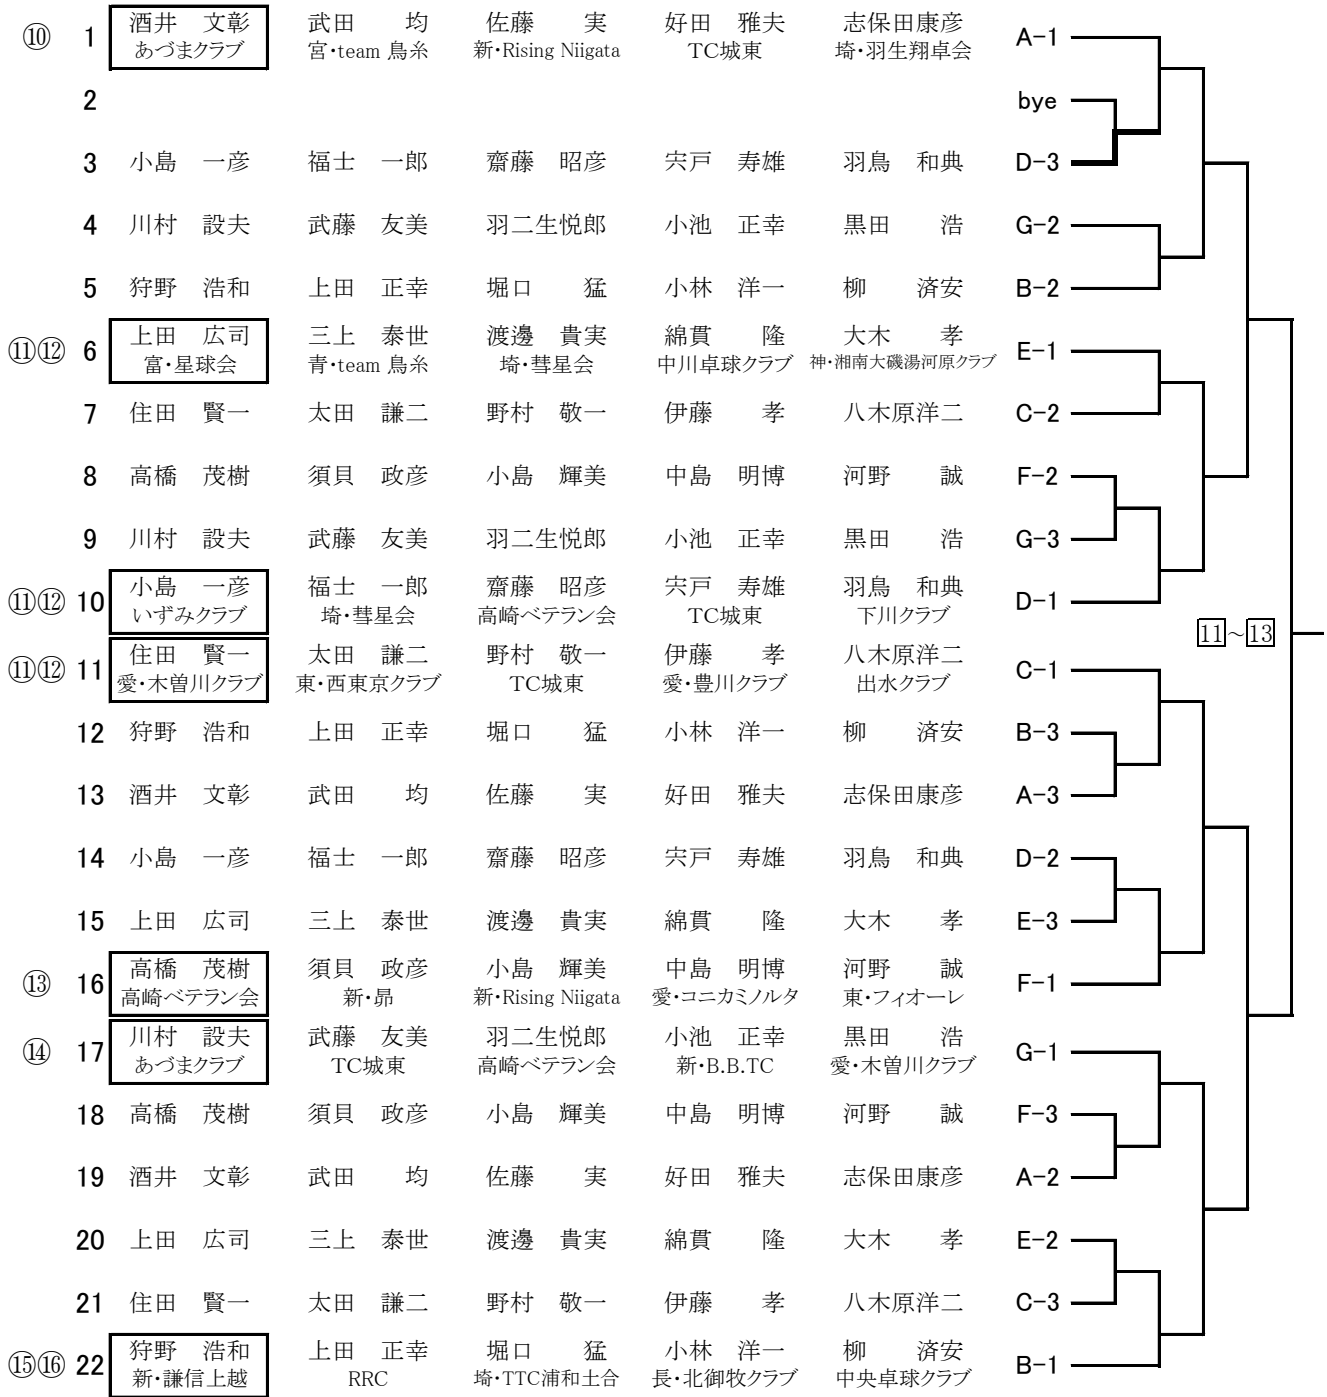 ⑩ 1 酒井 文彰 武田 均 佐藤 実 好田 雅夫 志保田康彦 A-1
あづまクラブ 宮・team 鳥糸 新・Rising Niigata TC城東 埼・羽生翔卓会
2 bye
3 小島 一彦 福士 一郎 齋藤 昭彦 宍戸 寿雄 羽鳥 和典 D-3
4 川村 設夫 武藤 友美 羽二生悦郎 小池 正幸 黒田 浩 G-2
5 狩野 浩和 上田 正幸 堀口 猛 小林 洋一 柳 済安 B-2
⑪⑫ 6 上田 広司 三上 泰世 渡邊 貴実 綿貫 隆 大木 孝 E-1
富・星球会 青・team 鳥糸 埼・彗星会 中川卓球クラブ 神・湘南大磯湯河原クラブ
7 住田 賢一 太田 謙二 野村 敬一 伊藤 孝 八木原洋二 C-2
8 高橋 茂樹 須貝 政彦 小島 輝美 中島 明博 河野 誠 F-2
9 川村 設夫 武藤 友美 羽二生悦郎 小池 正幸 黒田 浩 G-3
⑪⑫ 10 小島 一彦 福士 一郎 齋藤 昭彦 宍戸 寿雄 羽鳥 和典 D-1
いずみクラブ 埼・彗星会 高崎ベテラン会 TC城東 下川クラブ
11~13
⑪⑫ 11 住田 賢一 太田 謙二 野村 敬一 伊藤 孝 八木原洋二 C-1
愛・木曽川クラブ 東・西東京クラブ TC城東 愛・豊川クラブ 出水クラブ
12 狩野 浩和 上田 正幸 堀口 猛 小林 洋一 柳 済安 B-3
13 酒井 文彰 武田 均 佐藤 実 好田 雅夫 志保田康彦 A-3
14 小島 一彦 福士 一郎 齋藤 昭彦 宍戸 寿雄 羽鳥 和典 D-2
15 上田 広司 三上 泰世 渡邊 貴実 綿貫 隆 大木 孝 E-3
⑬ 16 高橋 茂樹 須貝 政彦 小島 輝美 中島 明博 河野 誠 F-1
高崎ベテラン会 新・昴 新・Rising Niigata 愛・コニカミノルタ 東・フィオーレ
⑭ 17 川村 設夫 武藤 友美 羽二生悦郎 小池 正幸 黒田 浩 G-1
あづまクラブ TC城東 高崎ベテラン会 新・B.B.TC 愛・木曽川クラブ
18 高橋 茂樹 須貝 政彦 小島 輝美 中島 明博 河野 誠 F-3
19 酒井 文彰 武田 均 佐藤 実 好田 雅夫 志保田康彦 A-2
20 上田 広司 三上 泰世 渡邊 貴実 綿貫 隆 大木 孝 E-2
21 住田 賢一 太田 謙二 野村 敬一 伊藤 孝 八木原洋二 C-3
⑮⑯ 22 狩野 浩和 上田 正幸 堀口 猛 小林 洋一 柳 済安 B-1
新・謙信上越 RRC 埼・TTC浦和土合 長・北御牧クラブ 中央卓球クラブ